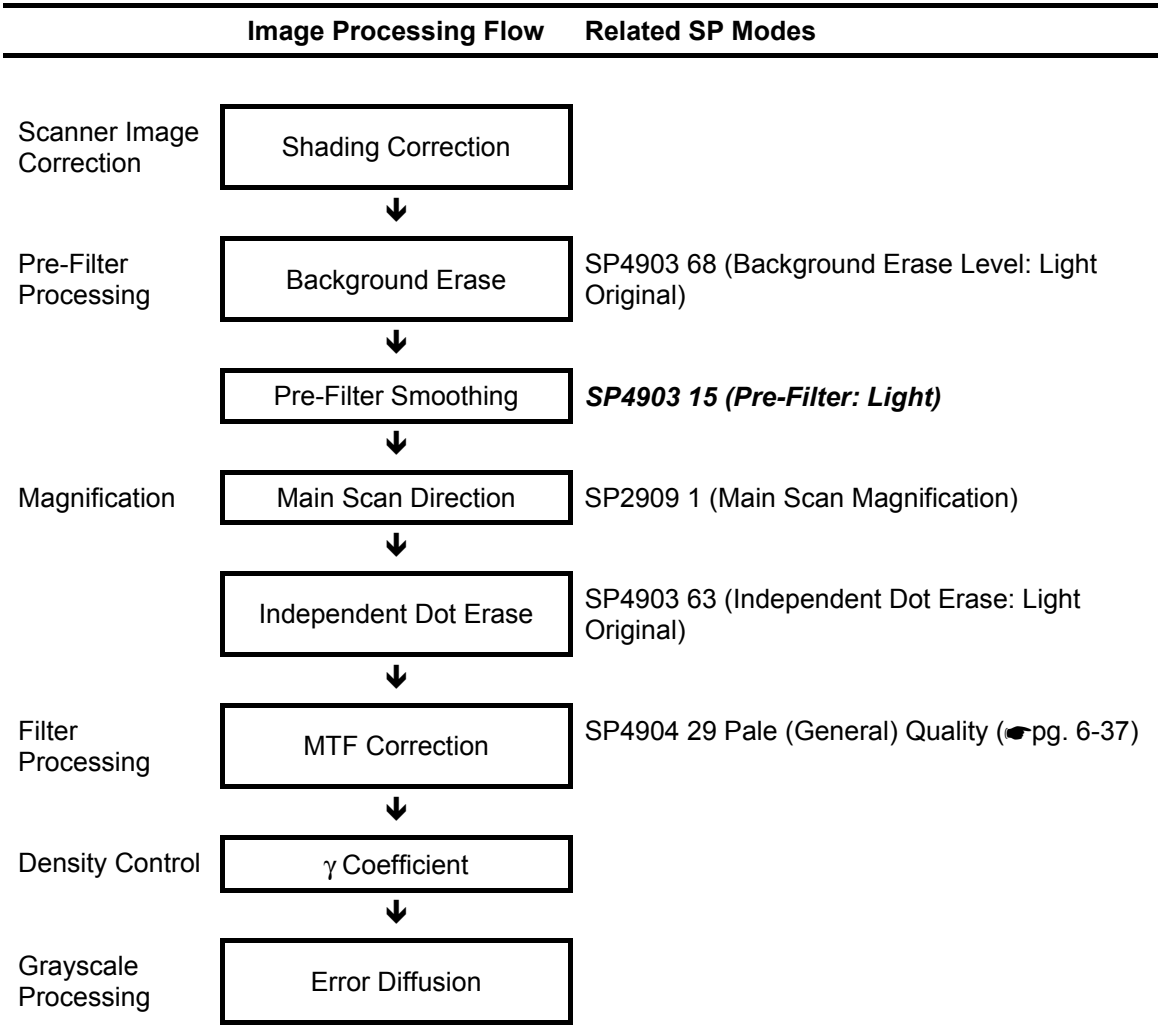 Image Processing Flow Related SP Modes
Scanner Image
Correction
Shading Correction
Pre-Filter
Processing
Background Erase
SP4903 68 (Background Erase Level: Light
Original)
Pre-Filter Smoothing
SP4903 15 (Pre-Filter: Light)
Magnification
Main Scan Direction
SP2909 1 (Main Scan Magnification)
Independent Dot Erase
SP4903 63 (Independent Dot Erase: Light
Original)
Filter
Processing
MTF Correction
SP4904 29 Pale (General) Quality (☛pg. 6-37)
Density Control
γ Coefficient
Grayscale
Processing
Error Diffusion